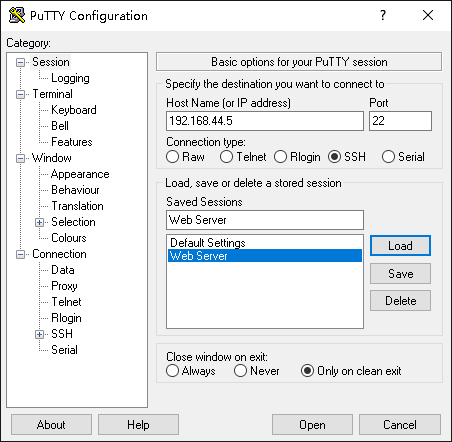 PuTTY Configuration
? ×
Category:
Session
Logging
Terminal
Keyboard
Bell
Features
Window
Appearance
Behaviour
Translation
Selection
Colours
Connection
Data
Proxy
Telnet
Rlogin
SSH
Serial
Basic options for your PuTTY session
Specify the destination you want to connect to
Host Name (or IP address) Port
192.168.44.5 22
Connection type:
Raw Telnet Rlogin SSH Serial
Load, save or delete a stored session
Saved Sessions
Web Server
Default Settings
Web Server
Load
Save
Delete
Close window on exit:
Always Never Only on clean exit
About Help Open Cancel